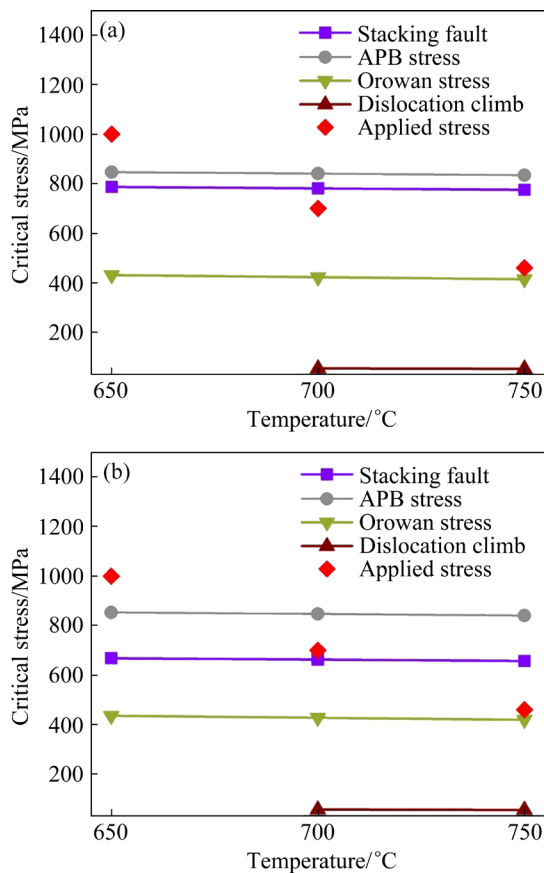 (a)
Stacking fault
APB stress
Orowan stress
Dislocation climb
Applied stress
Critical stress/MPa
1400
1200
1000
800
600
400
200
650
700
750
Temperature/°C
(b)
Stacking fault
APB stress
Orowan stress
Dislocation climb
Applied stress
Critical stress/MPa
1400
1200
1000
800
600
400
200
650
700
750
Temperature/°C